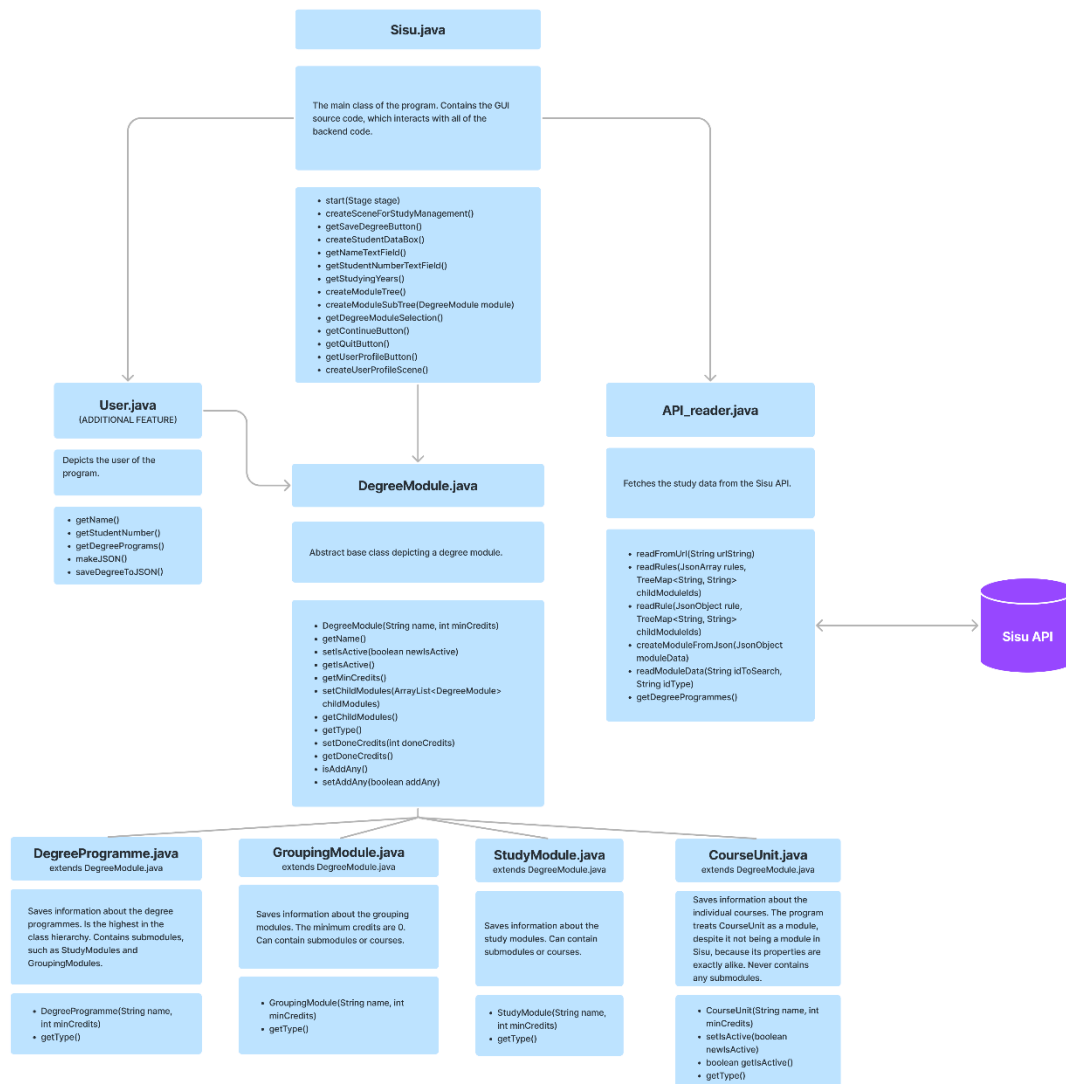 Sisu.java
The main class of the program. Contains the GUI
source code, which interacts with all of the
backend code.
• start(Stage stage)
• createSceneForStudyManagement()
• getSaveDegreeButton()
• createStudentDataBox()
• getNameTextField()
• getStudentNumberTextField()
• getStudyingYears()
• createModuleTree()
• createModuleSubTree(DegreeModule module)
• getDegreeModuleSelection()
• getContinueButton()
• getQuitButton()
• getUserProfileButton()
• createUserProfileScene()
User.java
(ADDITIONAL FEATURE)
Depicts the user of the
program.
• getName()
• getStudentNumber()
• getDegreePrograms()
• makeJSON()
• saveDegreeToJSON()
DegreeModule.java
Abstract base class depicting a degree module.
• DegreeModule(String name, int minCredits)
• getName()
• setIsActive(boolean newIsActive)
• getIsActive()
• getMinCredits()
• setChildModules(ArrayList<DegreeModule>
childModules)
• getChildModules()
• getType()
• setDoneCredits(int doneCredits)
• getDoneCredits()
• isAddAny()
• setAddAny(boolean addAny)
API_reader.java
Fetches the study data from the Sisu API.
• readFromUrl(String urlString)
• readRules(JsonArray rules,
TreeMap<String, String>
childModuleIds)
• readRule(JsonObject rule,
TreeMap<String, String>
childModuleIds)
• createModuleFromJson(JsonObject
moduleData)
• readModuleData(String idToSearch,
String idType)
• getDegreeProgrammes()
Sisu API
DegreeProgramme.java
extends DegreeModule.java
Saves information about the degree
programmes. Is the highest in the
class hierarchy. Contains submodules,
such as StudyModules and
GroupingModules.
• DegreeProgramme(String name,
int minCredits)
• getType()
GroupingModule.java
extends DegreeModule.java
Saves information about the grouping
modules. The minimum credits are 0.
Can contain submodules or courses.
• GroupingModule(String name, int
minCredits)
• getType()
StudyModule.java
extends DegreeModule.java
Saves information about the
study modules. Can contain
submodules or courses.
• StudyModule(String name,
int minCredits)
• getType()
CourseUnit.java
extends DegreeModule.java
Saves information about the
individual courses. The program
treats CourseUnit as a module,
despite it not being a module in
Sisu, because its properties are
exactly alike. Never contains
any submodules.
• CourseUnit(String name, int
minCredits)
• setIsActive(boolean
newIsActive)
• boolean getIsActive()
• getType()